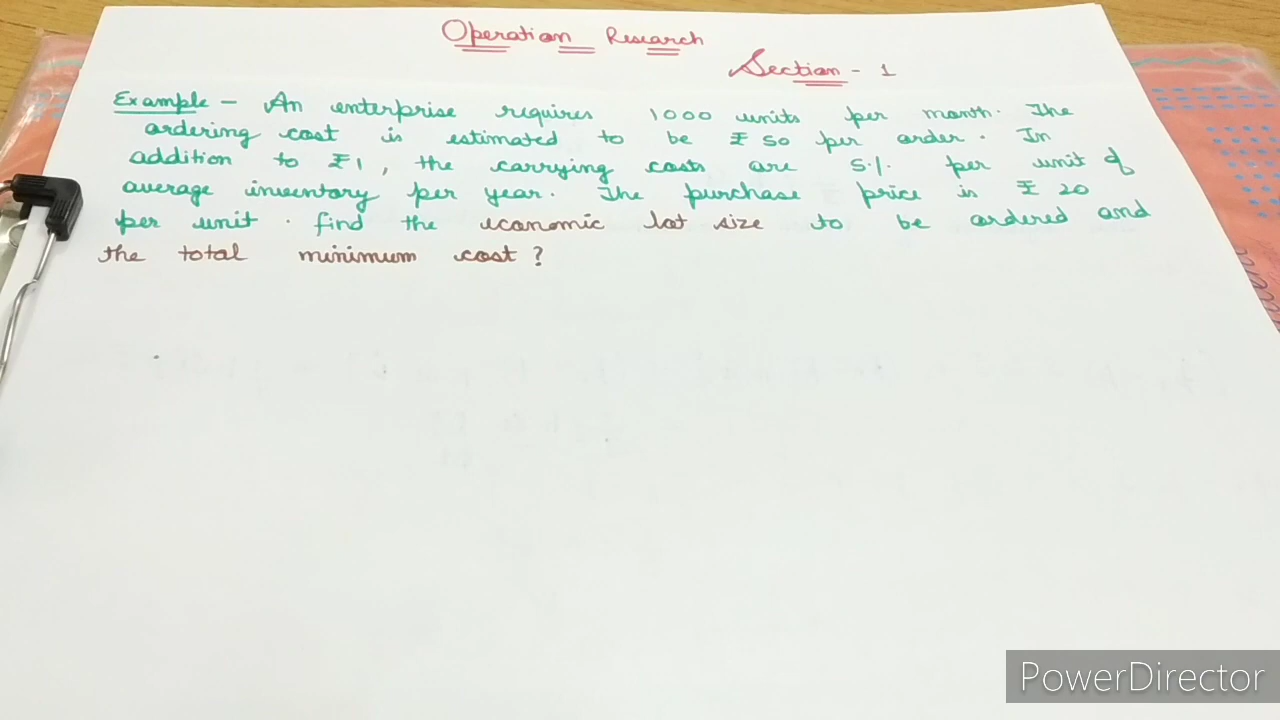 Operation Research
Section - 1
Example - An enterprise requires 1000 units per month. The
ordering cost is estimated to be ₹ 50 per order. In
addition to ₹1, the carrying costs are 5% per unit of
average inventory per year. The purchase price is ₹ 20
per unit. find the economic lot size to be ordered and
the total minimum cost?
PowerDirector